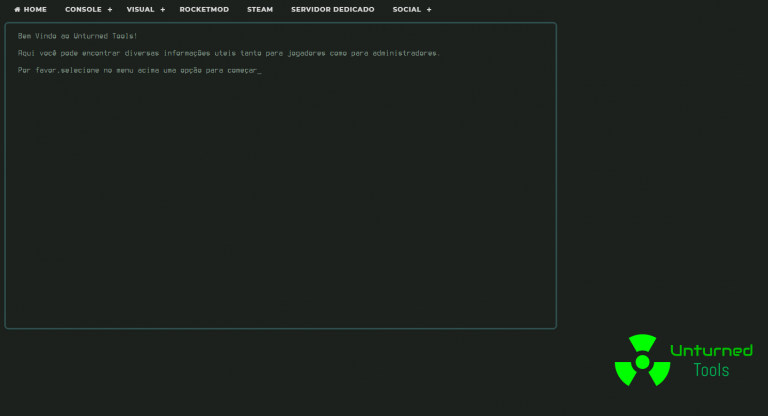 HOME CONSOLE + VISUAL + ROCKETMOD STEAM SERVIDOR DEDICADO SOCIAL +
Bem Vindo ao Unturned Tools!
Aqui você pode encontrar diversas informações uteis tanto para jogadores como para administradores.
Por favor,selecione no menu acima uma opção para começar_
Unturned
Tools